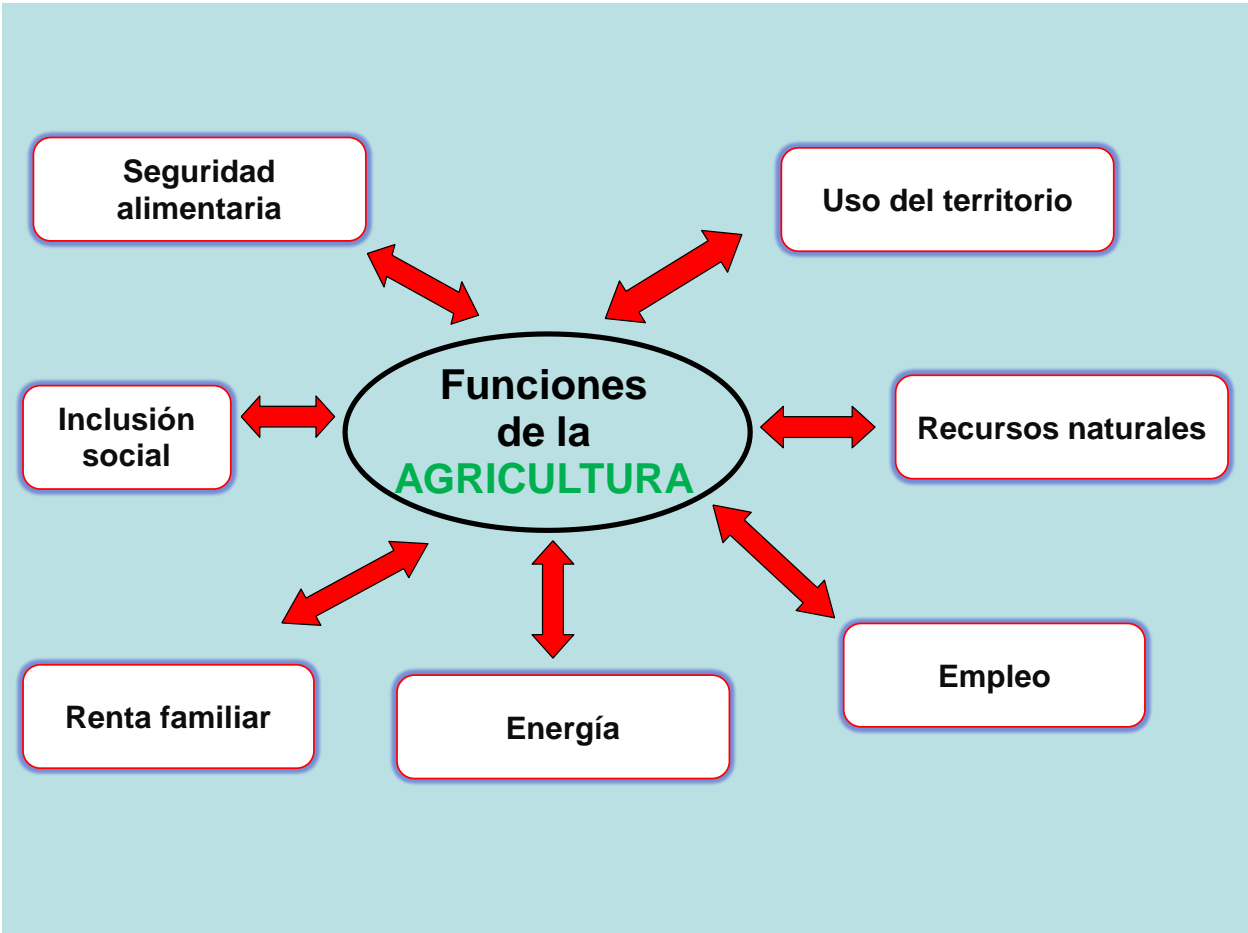 Seguridad
alimentaria
Uso del territorio
Funciones
de la
AGRICULTURA
Inclusión
social
Recursos naturales
Renta familiar
Energía
Empleo